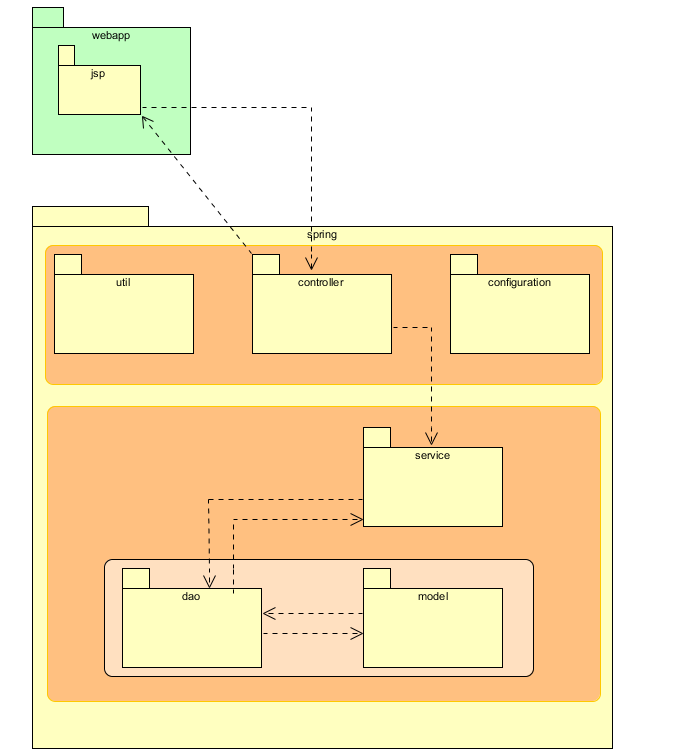 webapp
jsp
spring
util
controller
configuration
service
dao
model